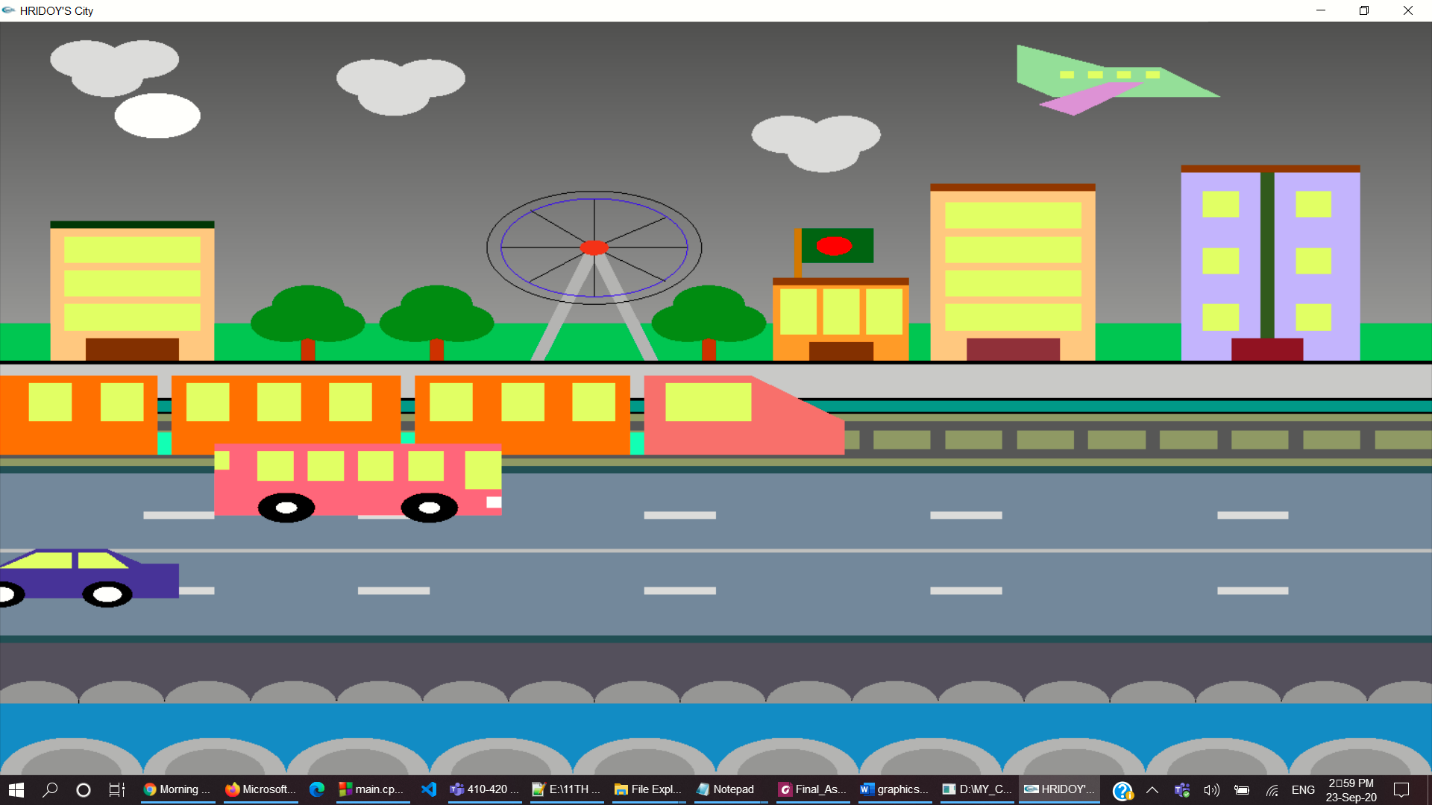 HRIDOY'S City
Morning ...
Microsoft...
main.cp...
410-420 ...
E:\11TH ...
File Expl...
Notepad
Final_As...
graphics...
D:\MY_C...
HRIDOY'...
ENG
2:59 PM
23-Sep-20